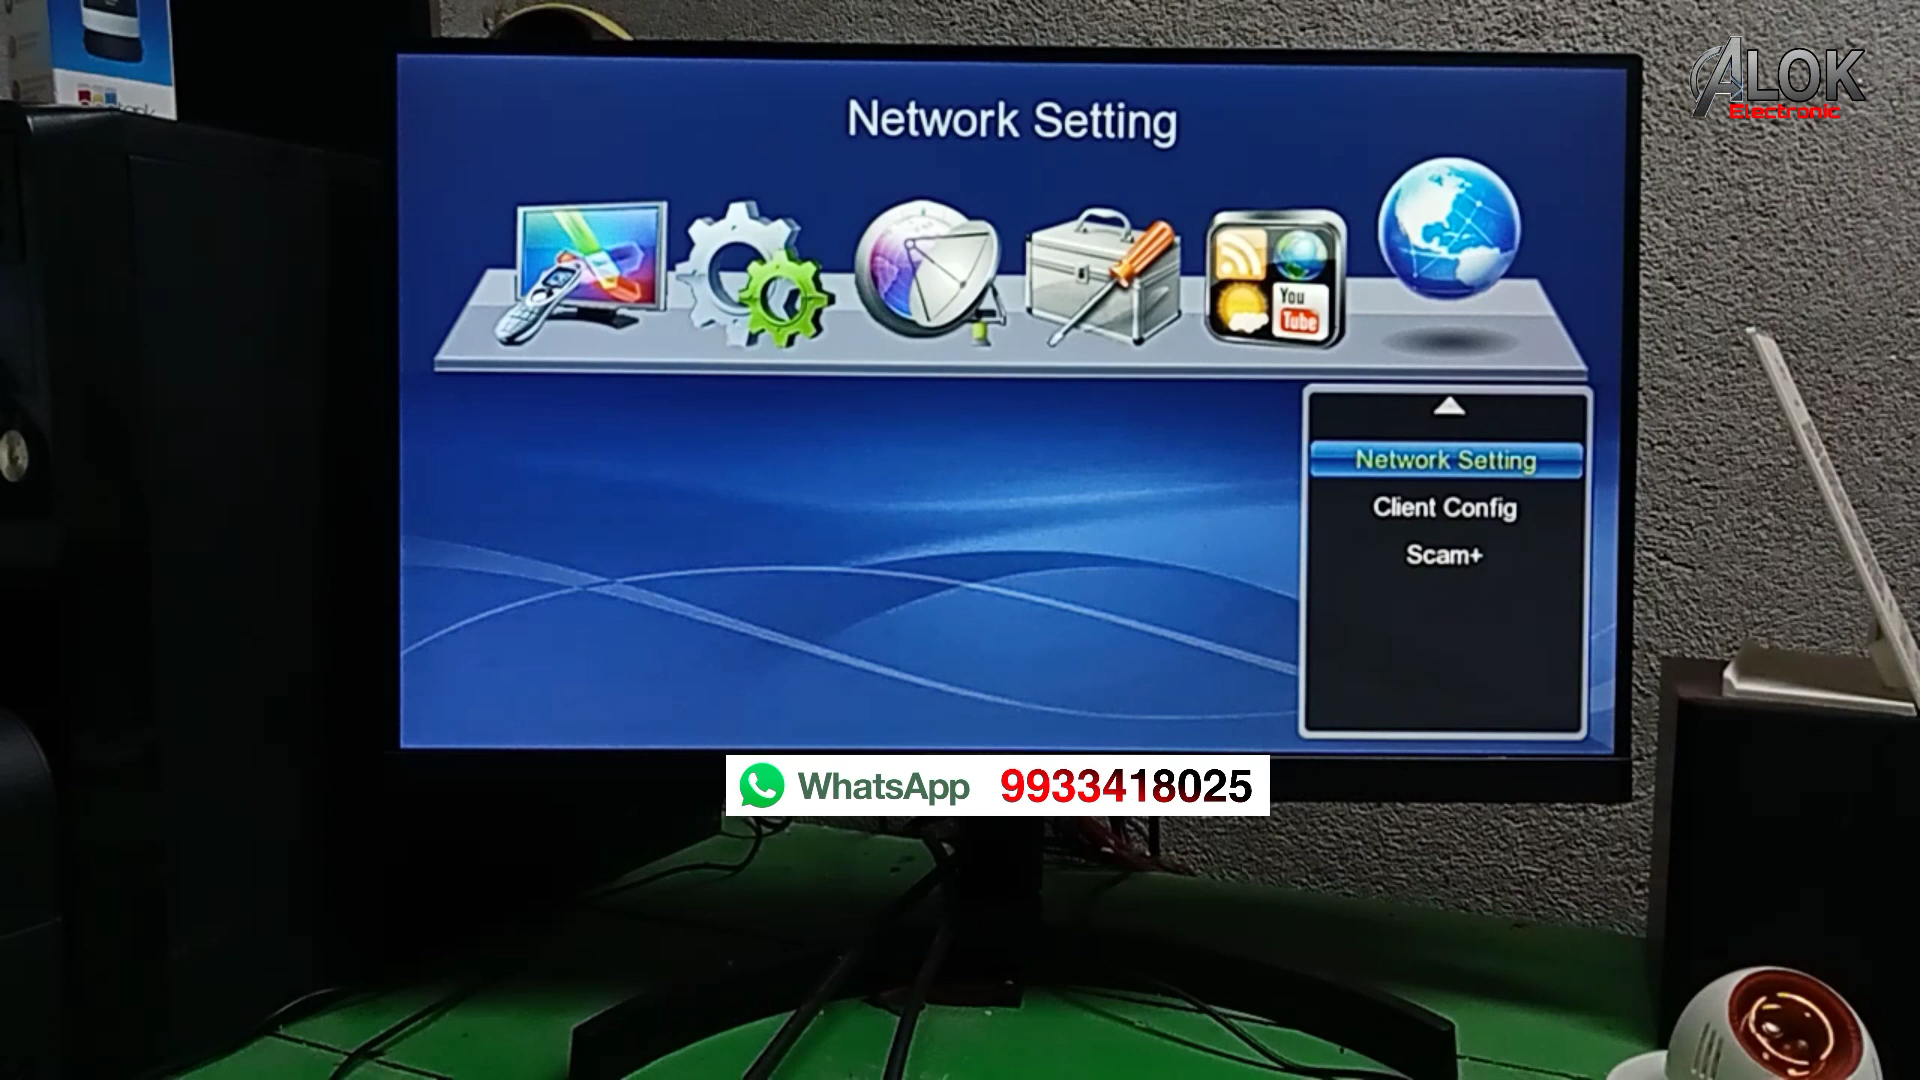 ALOK
Electronic
Network Setting
You
Tube
Network Setting
Client Config
Scam+
WhatsApp 9933418025